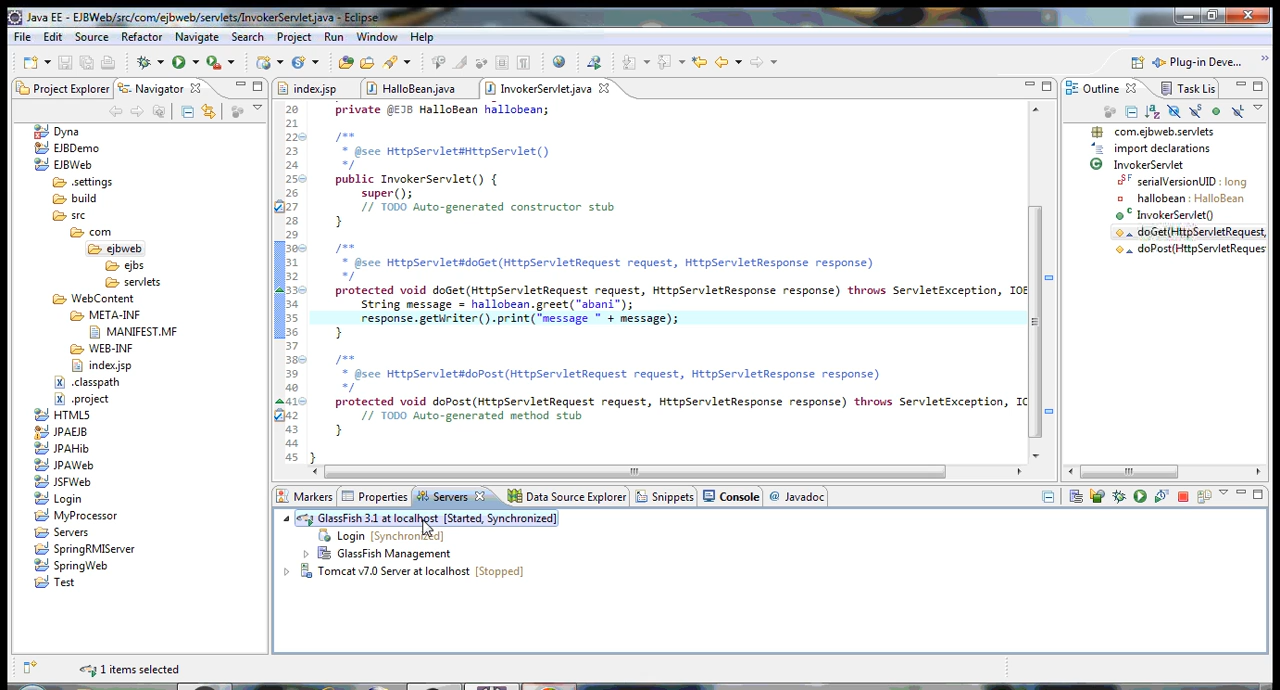 Java EE - EJBWeb/src/com/ejbweb/servlets/InvokerServlet.java - Eclipse
File Edit Source Refactor Navigate Search Project Run Window Help
Plug-in Deve...
Project Explorer
Navigator
index.jsp
HalloBean.java
InvokerServlet.java
Outline
Task Lis
Dyna
EJBDemo
EJBWeb
.settings
build
src
com
ejbweb
ejbs
servlets
WebContent
META-INF
MANIFEST.MF
WEB-INF
index.jsp
.classpath
.project
HTML5
JPAEJB
JPAHib
JPAWeb
JSFWeb
Login
MyProcessor
Servers
SpringRMIServer
SpringWeb
Test
20 private @EJB HalloBean hallobean;
21
22 /**
23 * @see HttpServlet#HttpServlet()
24 */
25 public InvokerServlet() {
26 super();
27 // TODO Auto-generated constructor stub
28 }
29
30 /**
31 * @see HttpServlet#doGet(HttpServletRequest request, HttpServletResponse response)
32 */
33 protected void doGet(HttpServletRequest request, HttpServletResponse response) throws ServletException, IOE
34 String message = hallobean.greet("abani");
35 response.getWriter().print("message " + message);
36 }
37
38 /**
39 * @see HttpServlet#doPost(HttpServletRequest request, HttpServletResponse response)
40 */
41 protected void doPost(HttpServletRequest request, HttpServletResponse response) throws ServletException, IO
42 // TODO Auto-generated method stub
43 }
44
45 }
com.ejbweb.servlets
import declarations
InvokerServlet
serialVersionUID : long
hallobean : HalloBean
InvokerServlet()
doGet(HttpServletRequest,
doPost(HttpServletReques
Markers
Properties
Servers
Data Source Explorer
Snippets
Console
Javadoc
GlassFish 3.1 at localhost [Started, Synchronized]
Login [Synchronized]
GlassFish Management
Tomcat v7.0 Server at localhost [Stopped]
1 items selected